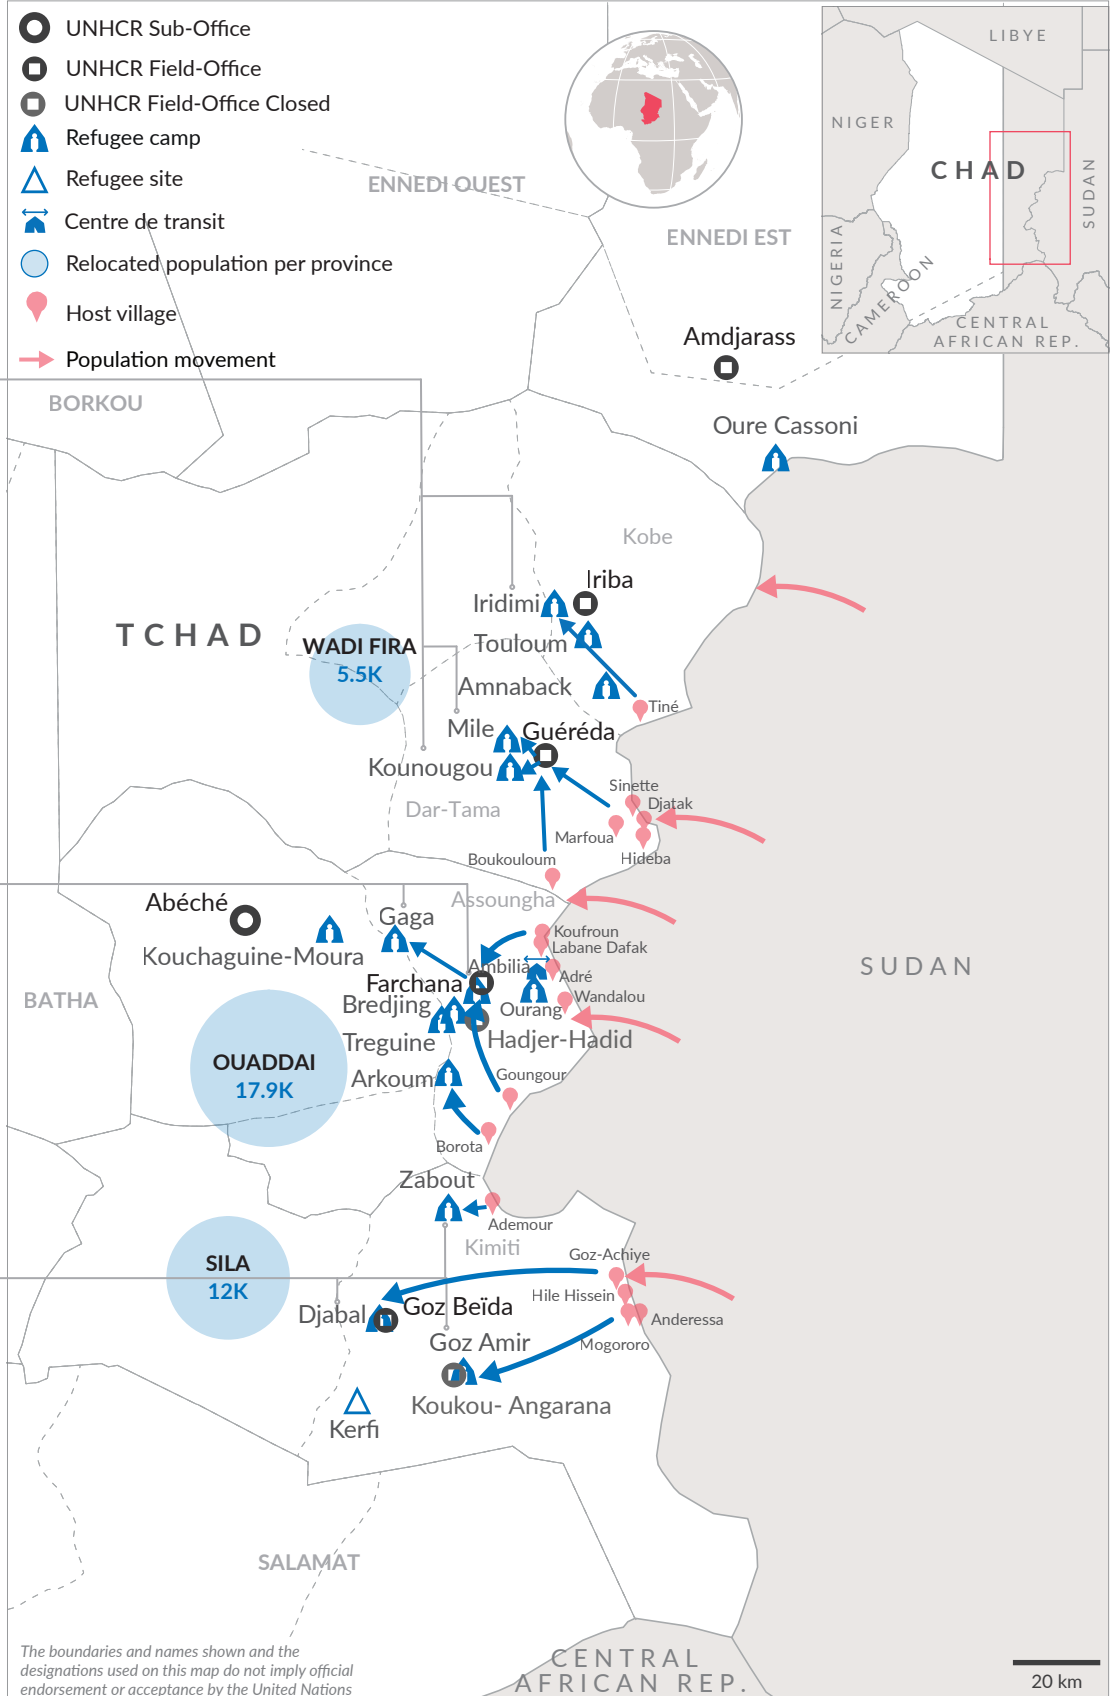 UNHCR Sub-Office
UNHCR Field-Office
UNHCR Field-Office Closed
Refugee camp
Refugee site
Centre de transit
Relocated population per province
Host village
Population movement
LIBYE
NIGER
CHAD
SUDAN
NIGERIA
CAMEROON
CENTRAL
AFRICAN REP.
ENNEDI OUEST
ENNEDI EST
Amdjarass
BORKOU
Oure Cassoni
Kobe
Iriba
Iridimi
TCHAD
WADI FIRA
5.5K
Touloum
Amnaback
Tiné
Mile
Guéréda
Kounougou
Sinette
Djatak
Dar-Tama
Marfoua
Hideba
Boukouloum
Assoungha
Abéché
Gaga
Koufroun
Labane Dafak
Kouchaguine-Moura
Ambilia
Adré
SUDAN
Farchana
BATHA
Bredjing
Ourang
Wandalou
Treguine
Hadjer-Hadid
OUADDAI
17.9K
Arkoum
Goungour
Borota
Zabout
Ademour
Kimiti
SILA
12K
Goz-Achiye
Hile Hissein
Djabal
Goz Beïda
Anderessa
Goz Amir
Mogororo
Koukou- Angarana
Kerfi
SALAMAT
The boundaries and names shown and the
designations used on this map do not imply official
endorsement or acceptance by the United Nations
CENTRAL
AFRICAN REP.
20 km